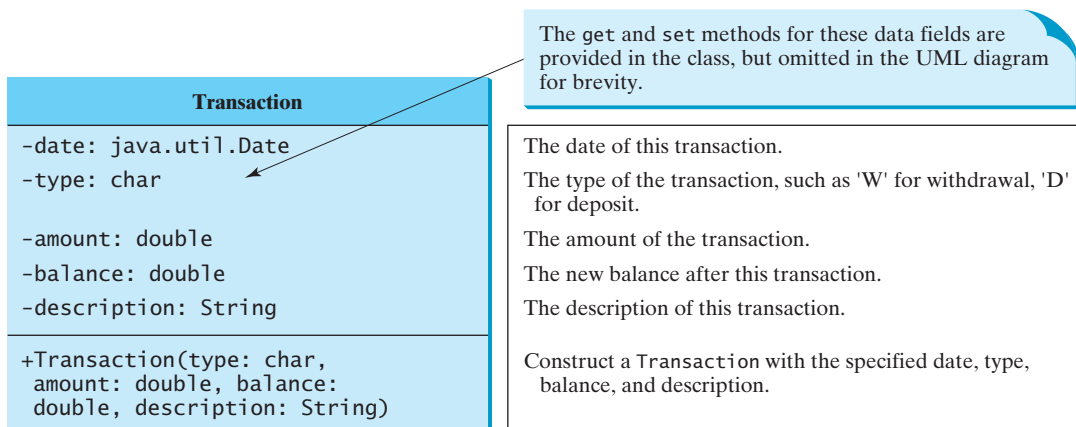 The get and set methods for these data fields are
provided in the class, but omitted in the UML diagram
for brevity.
Transaction
-date: java.util.Date
The date of this transaction.
-type: char
The type of the transaction, such as 'W' for withdrawal, 'D'
for deposit.
-amount: double
The amount of the transaction.
-balance: double
The new balance after this transaction.
-description: String
The description of this transaction.
+Transaction(type: char,
amount: double, balance:
double, description: String)
Construct a Transaction with the specified date, type,
balance, and description.